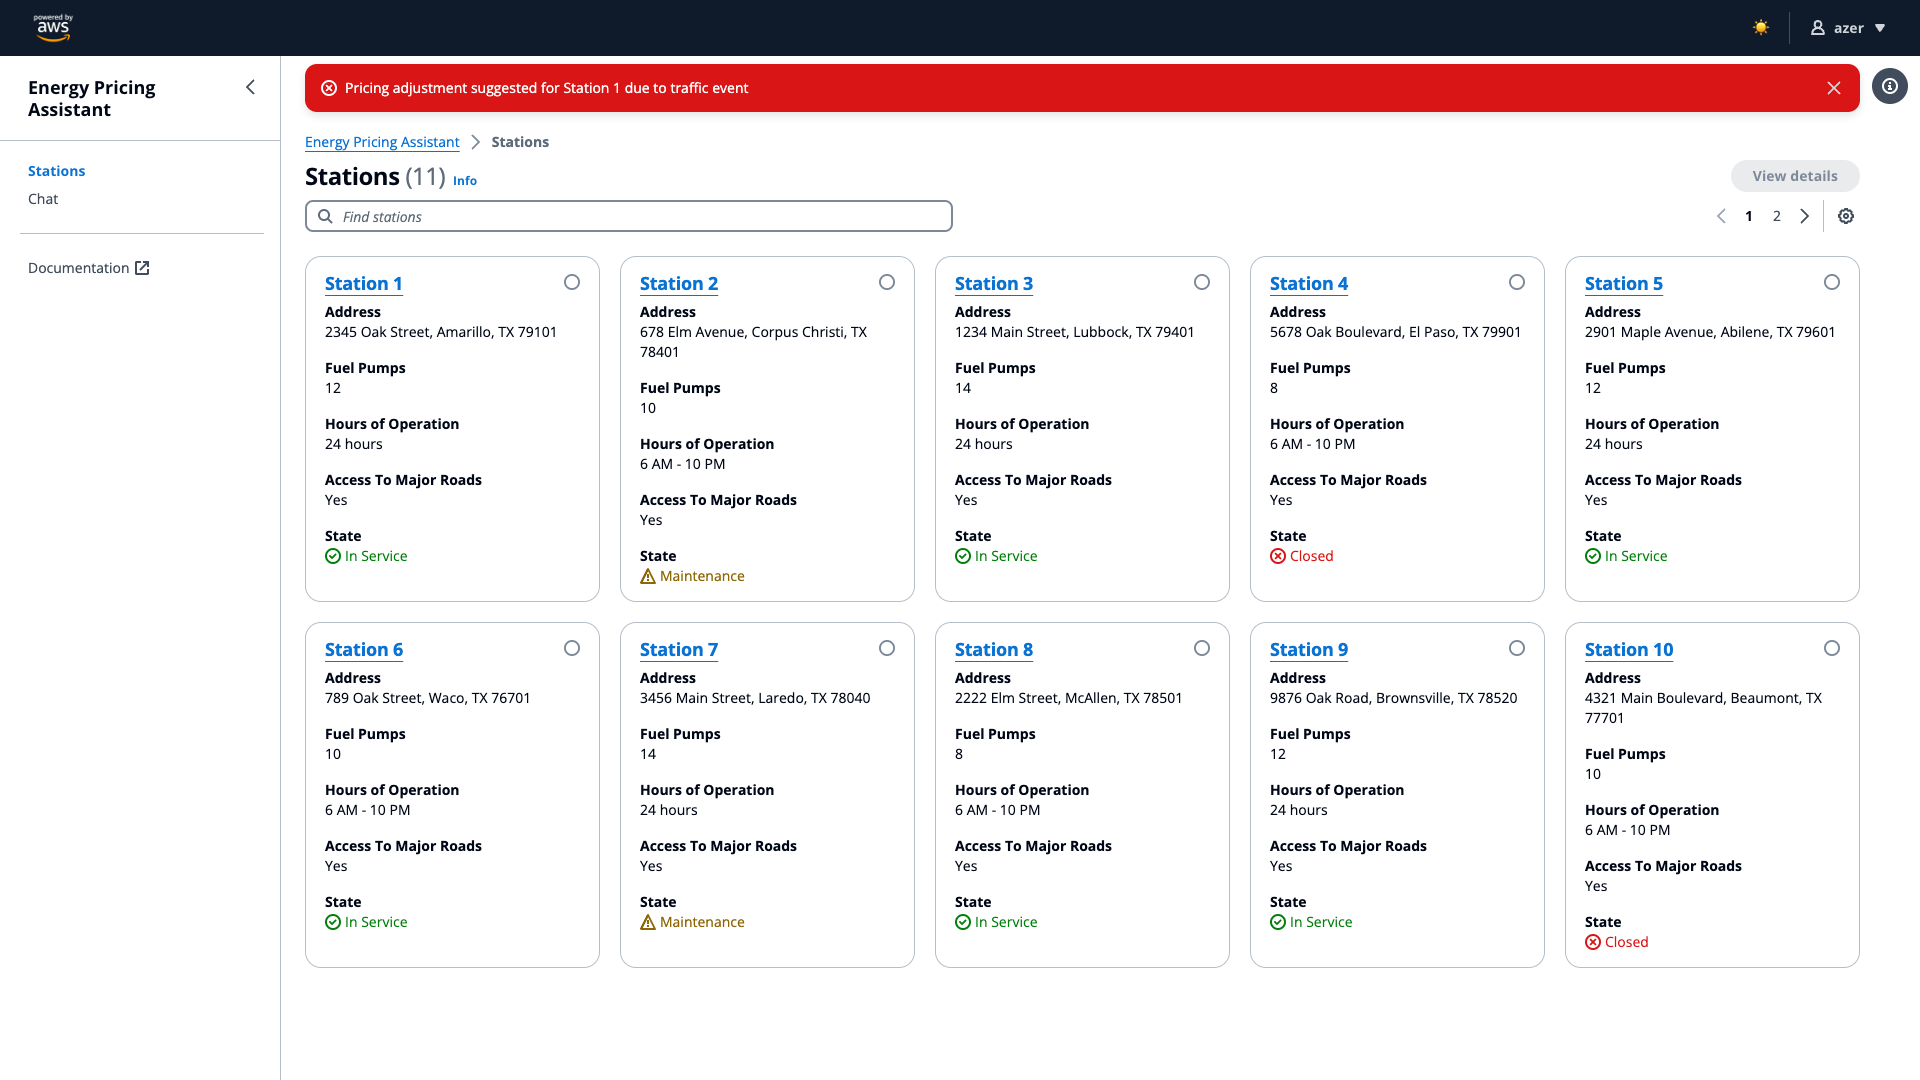 powered by
aws
azer
Energy Pricing
Assistant
Stations
Chat
Documentation
Pricing adjustment suggested for Station 1 due to traffic event
Energy Pricing Assistant > Stations
Stations (11) Info
View details
Find stations
1 2
Station 1
Address
2345 Oak Street, Amarillo, TX 79101
Fuel Pumps
12
Hours of Operation
24 hours
Access To Major Roads
Yes
State
In Service
Station 2
Address
678 Elm Avenue, Corpus Christi, TX
78401
Fuel Pumps
10
Hours of Operation
6 AM - 10 PM
Access To Major Roads
Yes
State
Maintenance
Station 3
Address
1234 Main Street, Lubbock, TX 79401
Fuel Pumps
14
Hours of Operation
24 hours
Access To Major Roads
Yes
State
In Service
Station 4
Address
5678 Oak Boulevard, El Paso, TX 79901
Fuel Pumps
8
Hours of Operation
6 AM - 10 PM
Access To Major Roads
Yes
State
Closed
Station 5
Address
2901 Maple Avenue, Abilene, TX 79601
Fuel Pumps
12
Hours of Operation
24 hours
Access To Major Roads
Yes
State
In Service
Station 6
Address
789 Oak Street, Waco, TX 76701
Fuel Pumps
10
Hours of Operation
6 AM - 10 PM
Access To Major Roads
Yes
State
In Service
Station 7
Address
3456 Main Street, Laredo, TX 78040
Fuel Pumps
14
Hours of Operation
24 hours
Access To Major Roads
Yes
State
Maintenance
Station 8
Address
2222 Elm Street, McAllen, TX 78501
Fuel Pumps
8
Hours of Operation
6 AM - 10 PM
Access To Major Roads
Yes
State
In Service
Station 9
Address
9876 Oak Road, Brownsville, TX 78520
Fuel Pumps
12
Hours of Operation
24 hours
Access To Major Roads
Yes
State
In Service
Station 10
Address
4321 Main Boulevard, Beaumont, TX
77701
Fuel Pumps
10
Hours of Operation
6 AM - 10 PM
Access To Major Roads
Yes
State
Closed